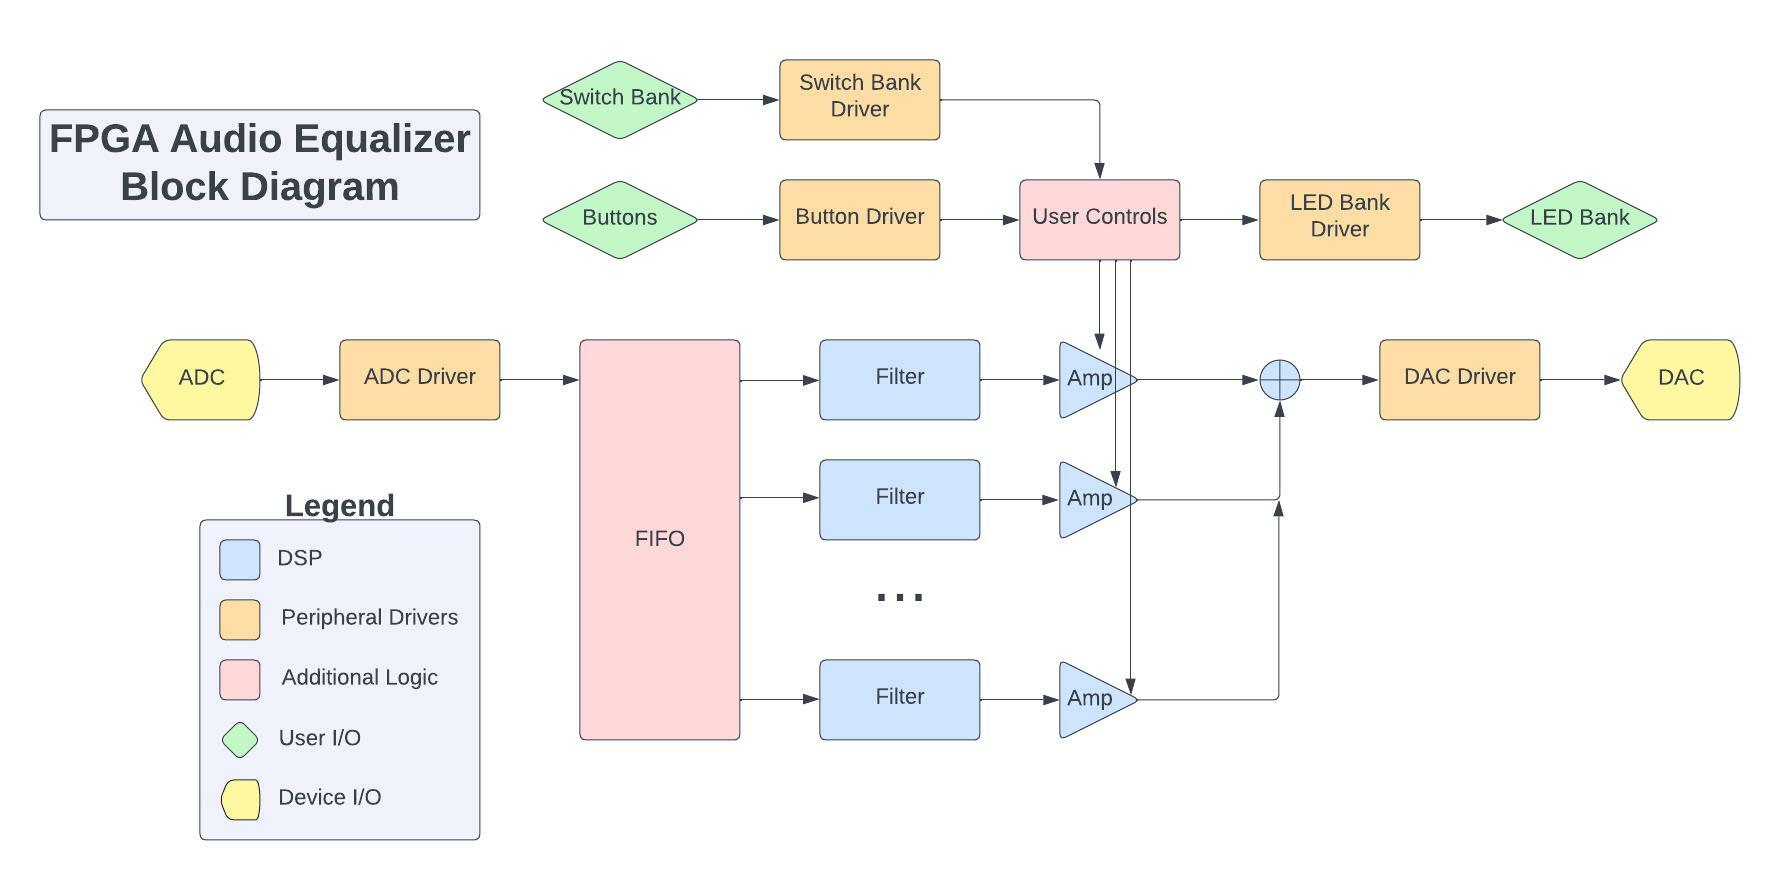 FPGA Audio Equalizer
Block Diagram
Switch Bank
Switch Bank
Driver
Buttons
Button Driver
User Controls
LED Bank
Driver
LED Bank
ADC
ADC Driver
FIFO
Filter
Amp
DAC Driver
DAC
Filter
Amp
...
Filter
Amp
Legend
DSP
Peripheral Drivers
Additional Logic
User I/O
Device I/O